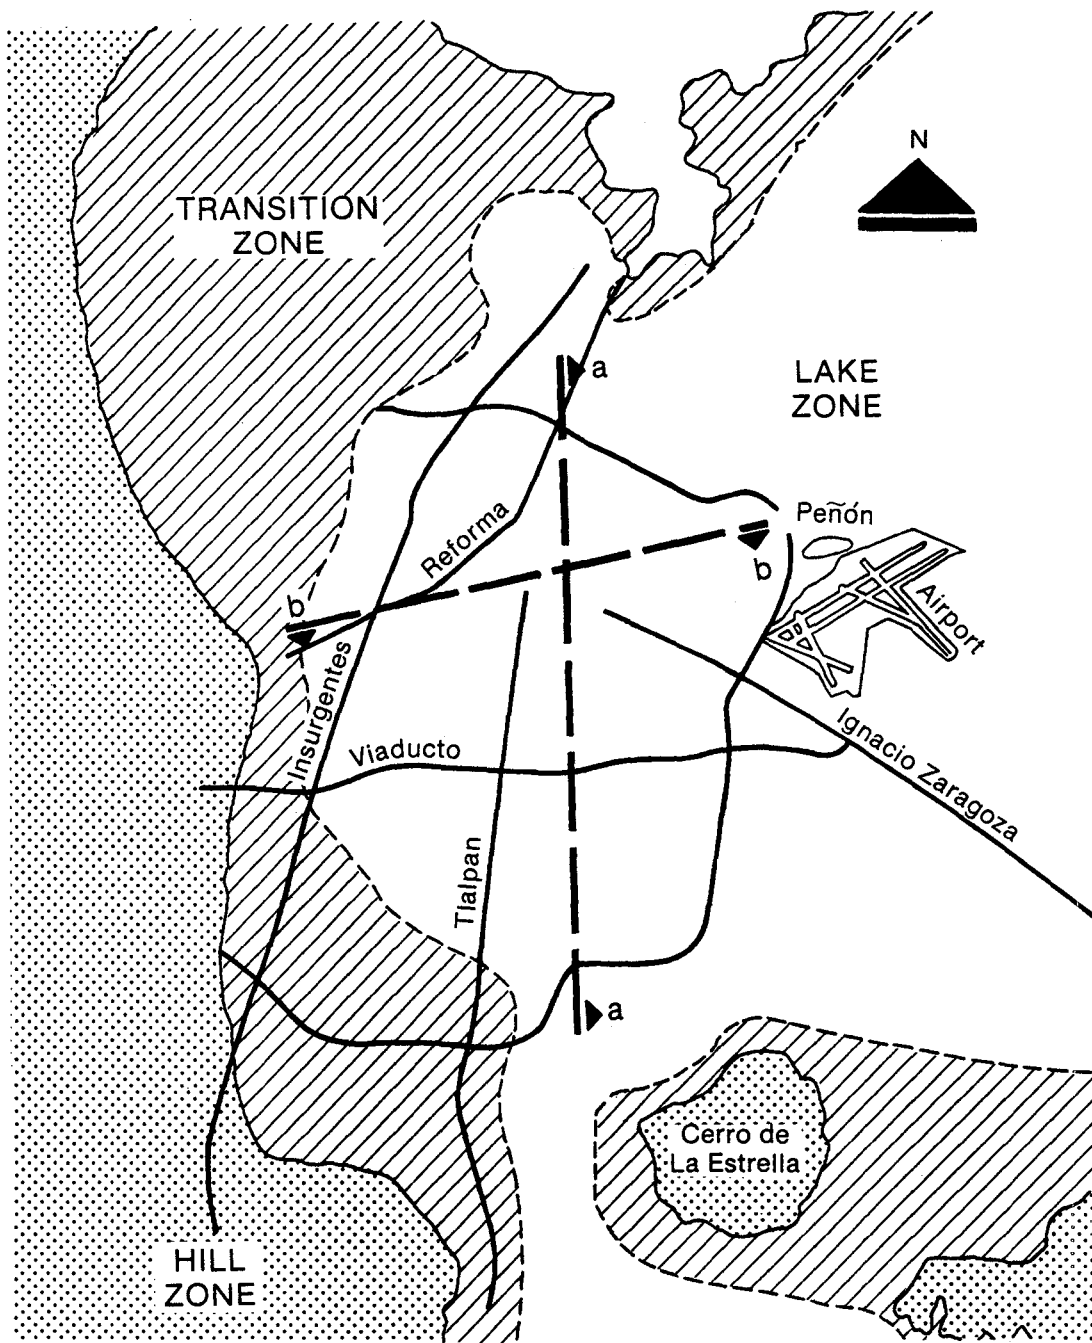 N
TRANSITION
ZONE
a
LAKE
ZONE
Reforma
Peñón
b
b
Airport
Insurgentes
Viaducto
Ignacio Zaragoza
Tlalpan
a
Cerro de
La Estrella
HILL
ZONE